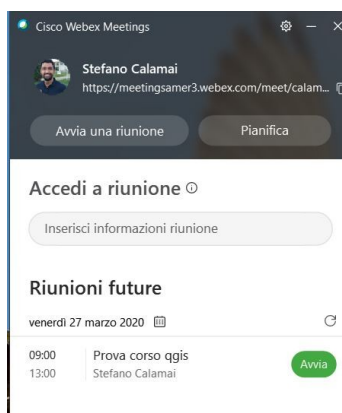 Cisco Webex Meetings
Stefano Calamai
https://meetingsamer3.webex.com/meet/calam...
Avvia una riunione
Pianifica
Accedi a riunione
Inserisci informazioni riunione
Riunioni future
venerdì 27 marzo 2020
09:00 Prova corso qgis
13:00 Stefano Calamai
Avvia